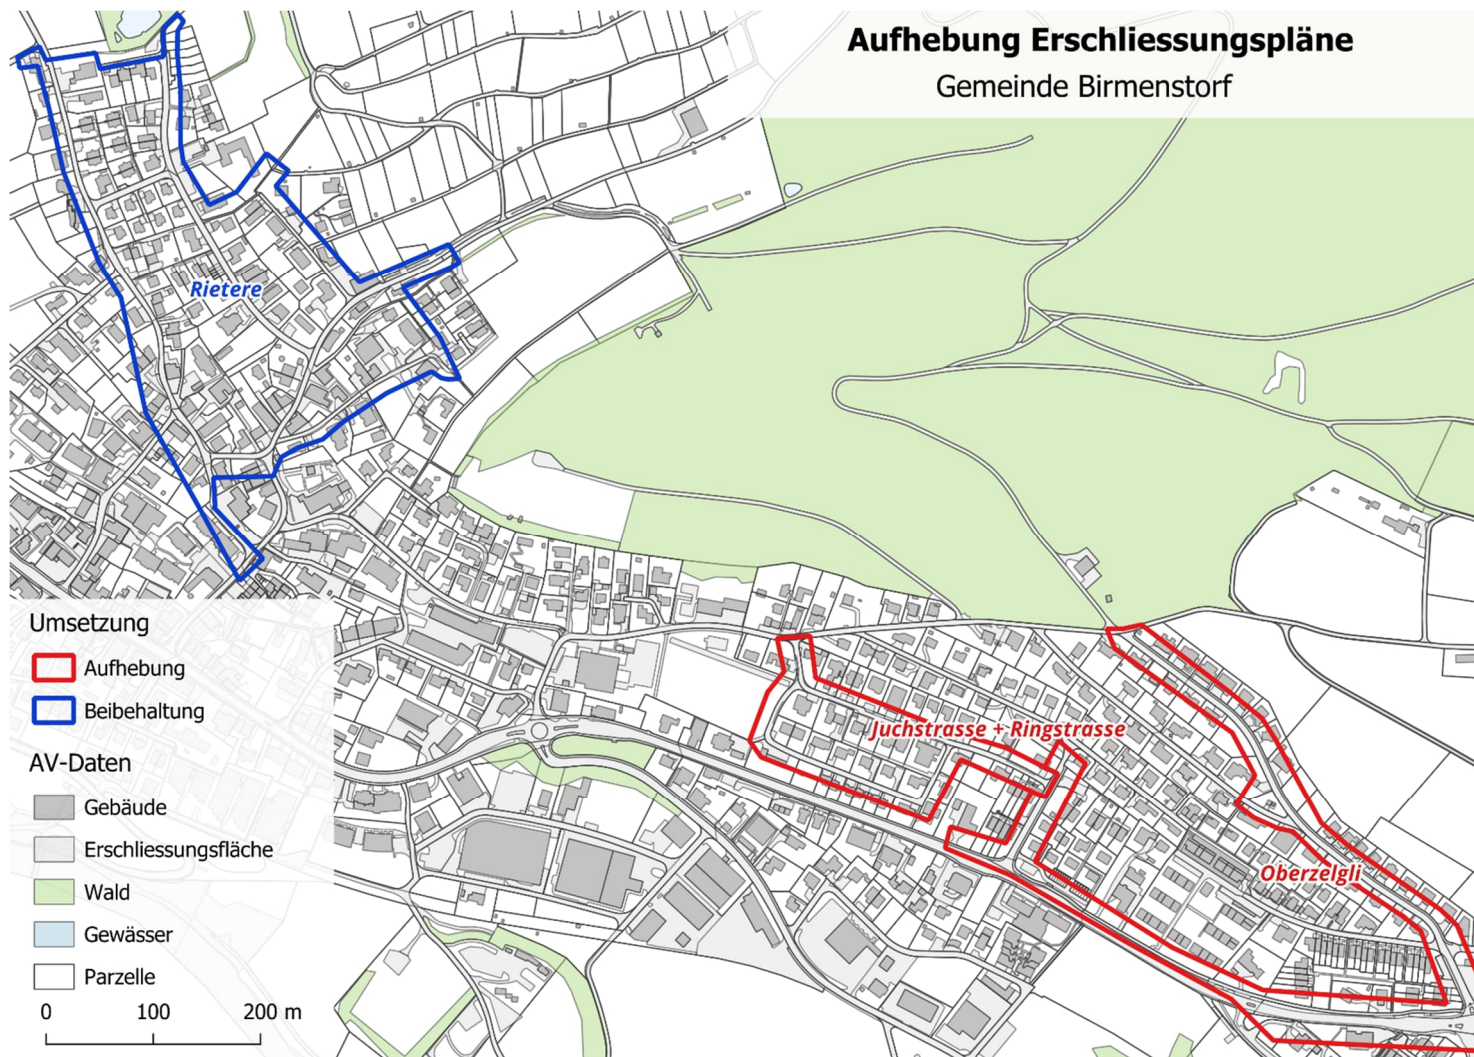 Aufhebung Erschliessungspläne
Gemeinde Birmenstorf
Rietere
Juchstrasse + Ringstrasse
Oberzelgli
Umsetzung
Aufhebung
Beibehaltung
AV-Daten
Gebäude
Erschliessungsfläche
Wald
Gewässer
Parzelle
0 100 200 m